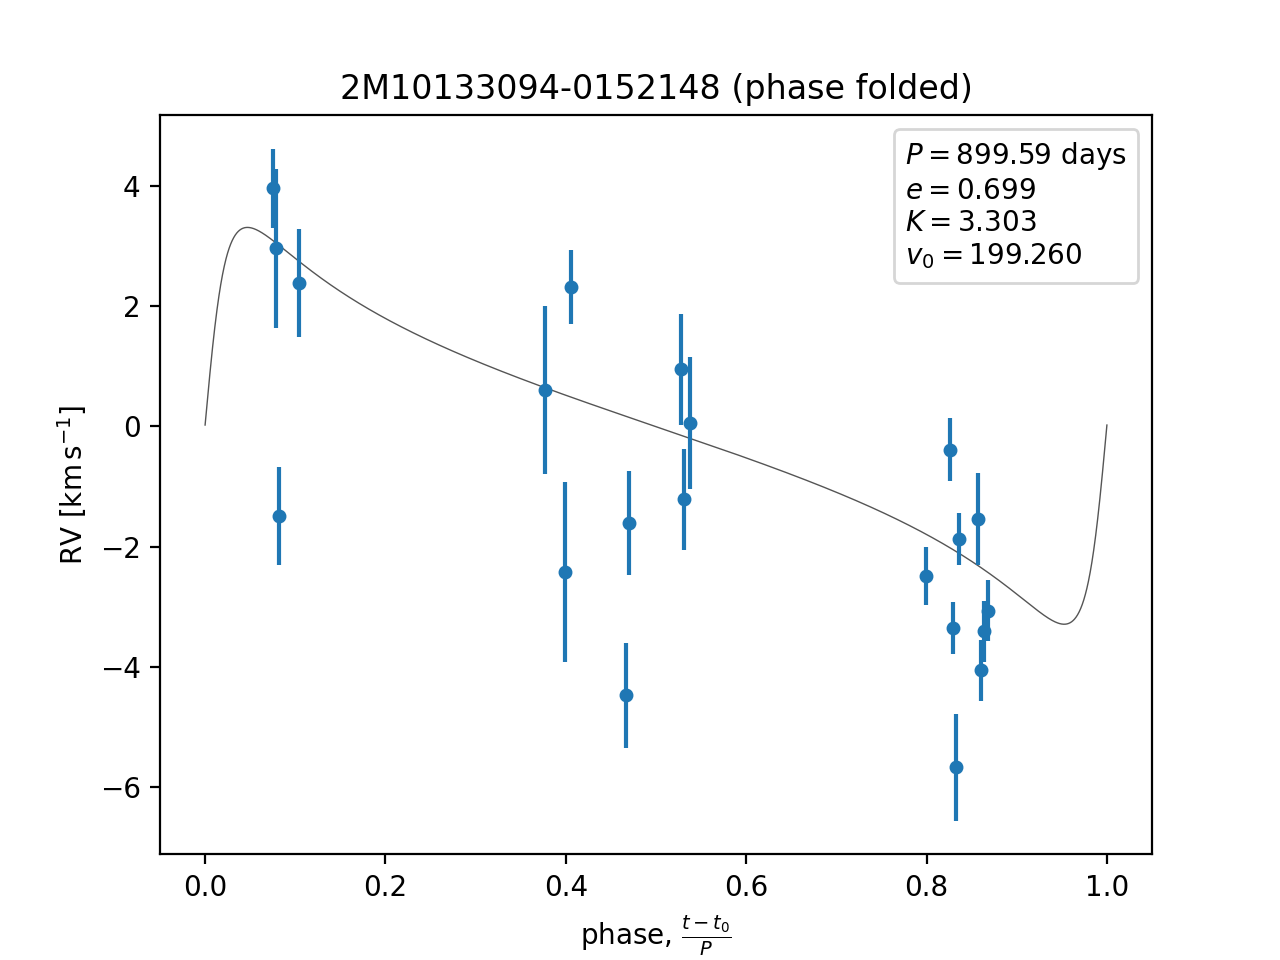 2M10133094-0152148 (phase folded)
P = 899.59 days
e = 0.699
K = 3.303
v₀ = 199.260
4
2
0
−2
−4
−6
RV [km s⁻¹]
0.0 0.2 0.4 0.6 0.8 1.0
phase, (t − t₀)/P